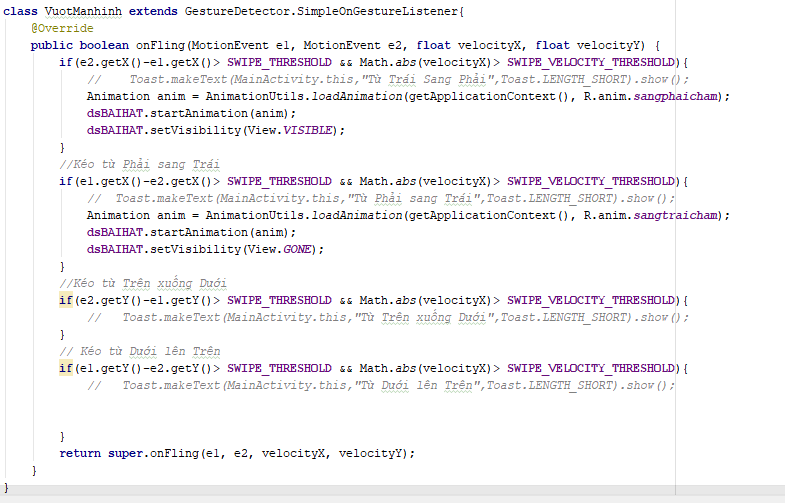 class VuotManhinh extends GestureDetector.SimpleOnGestureListener{
@Override
public boolean onFling(MotionEvent e1, MotionEvent e2, float velocityX, float velocityY) {
if(e2.getX()-e1.getX()> SWIPE_THRESHOLD && Math.abs(velocityX)> SWIPE_VELOCITY_THRESHOLD){
// Toast.makeText(MainActivity.this,"Từ Trái Sang Phải",Toast.LENGTH_SHORT).show();
Animation anim = AnimationUtils.loadAnimation(getApplicationContext(), R.anim.sangphaicham);
dsBAIHAT.startAnimation(anim);
dsBAIHAT.setVisibility(View.VISIBLE);
}
//Kéo từ Phải sang Trái
if(e1.getX()-e2.getX()> SWIPE_THRESHOLD && Math.abs(velocityX)> SWIPE_VELOCITY_THRESHOLD){
// Toast.makeText(MainActivity.this,"Từ Phải sang Trái",Toast.LENGTH_SHORT).show();
Animation anim = AnimationUtils.loadAnimation(getApplicationContext(), R.anim.sangtraicham);
dsBAIHAT.startAnimation(anim);
dsBAIHAT.setVisibility(View.GONE);
}
//Kéo từ Trên xuống Dưới
if(e2.getY()-e1.getY()> SWIPE_THRESHOLD && Math.abs(velocityX)> SWIPE_VELOCITY_THRESHOLD){
// Toast.makeText(MainActivity.this,"Từ Trên xuống Dưới",Toast.LENGTH_SHORT).show();
}
// Kéo từ Dưới lên Trên
if(e1.getY()-e2.getY()> SWIPE_THRESHOLD && Math.abs(velocityX)> SWIPE_VELOCITY_THRESHOLD){
// Toast.makeText(MainActivity.this,"Từ Dưới lên Trên",Toast.LENGTH_SHORT).show();
}
return super.onFling(e1, e2, velocityX, velocityY);
}
}